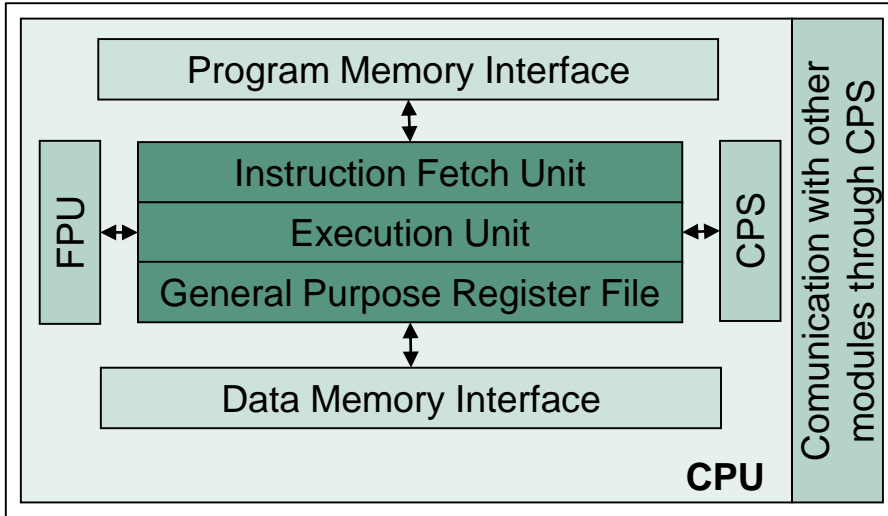 Program Memory Interface
Instruction Fetch Unit
FPU
Execution Unit
CPS
General Purpose Register File
Data Memory Interface
CPU
Comunication with other
modules through CPS